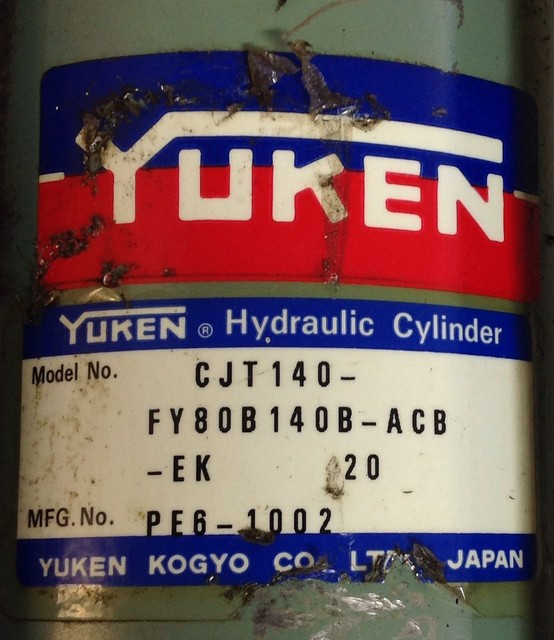 YUKEN
YUKEN ® Hydraulic Cylinder
Model No. CJT140-
FY80B140B-ACB
-EK 20
MFG.No. PE6-1002
YUKEN KOGYO CO. LTD. JAPAN